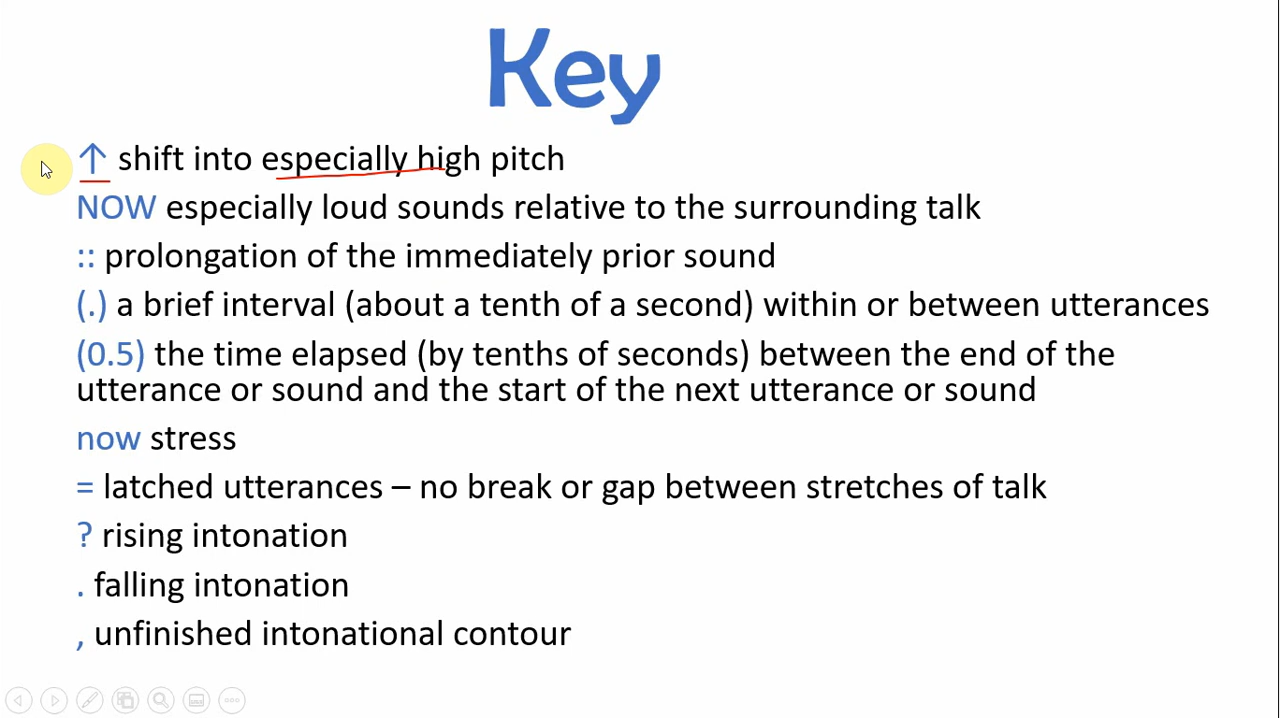 Key
↑ shift into especially high pitch
NOW especially loud sounds relative to the surrounding talk
:: prolongation of the immediately prior sound
(.) a brief interval (about a tenth of a second) within or between utterances
(0.5) the time elapsed (by tenths of seconds) between the end of the
utterance or sound and the start of the next utterance or sound
now stress
= latched utterances – no break or gap between stretches of talk
? rising intonation
. falling intonation
, unfinished intonational contour